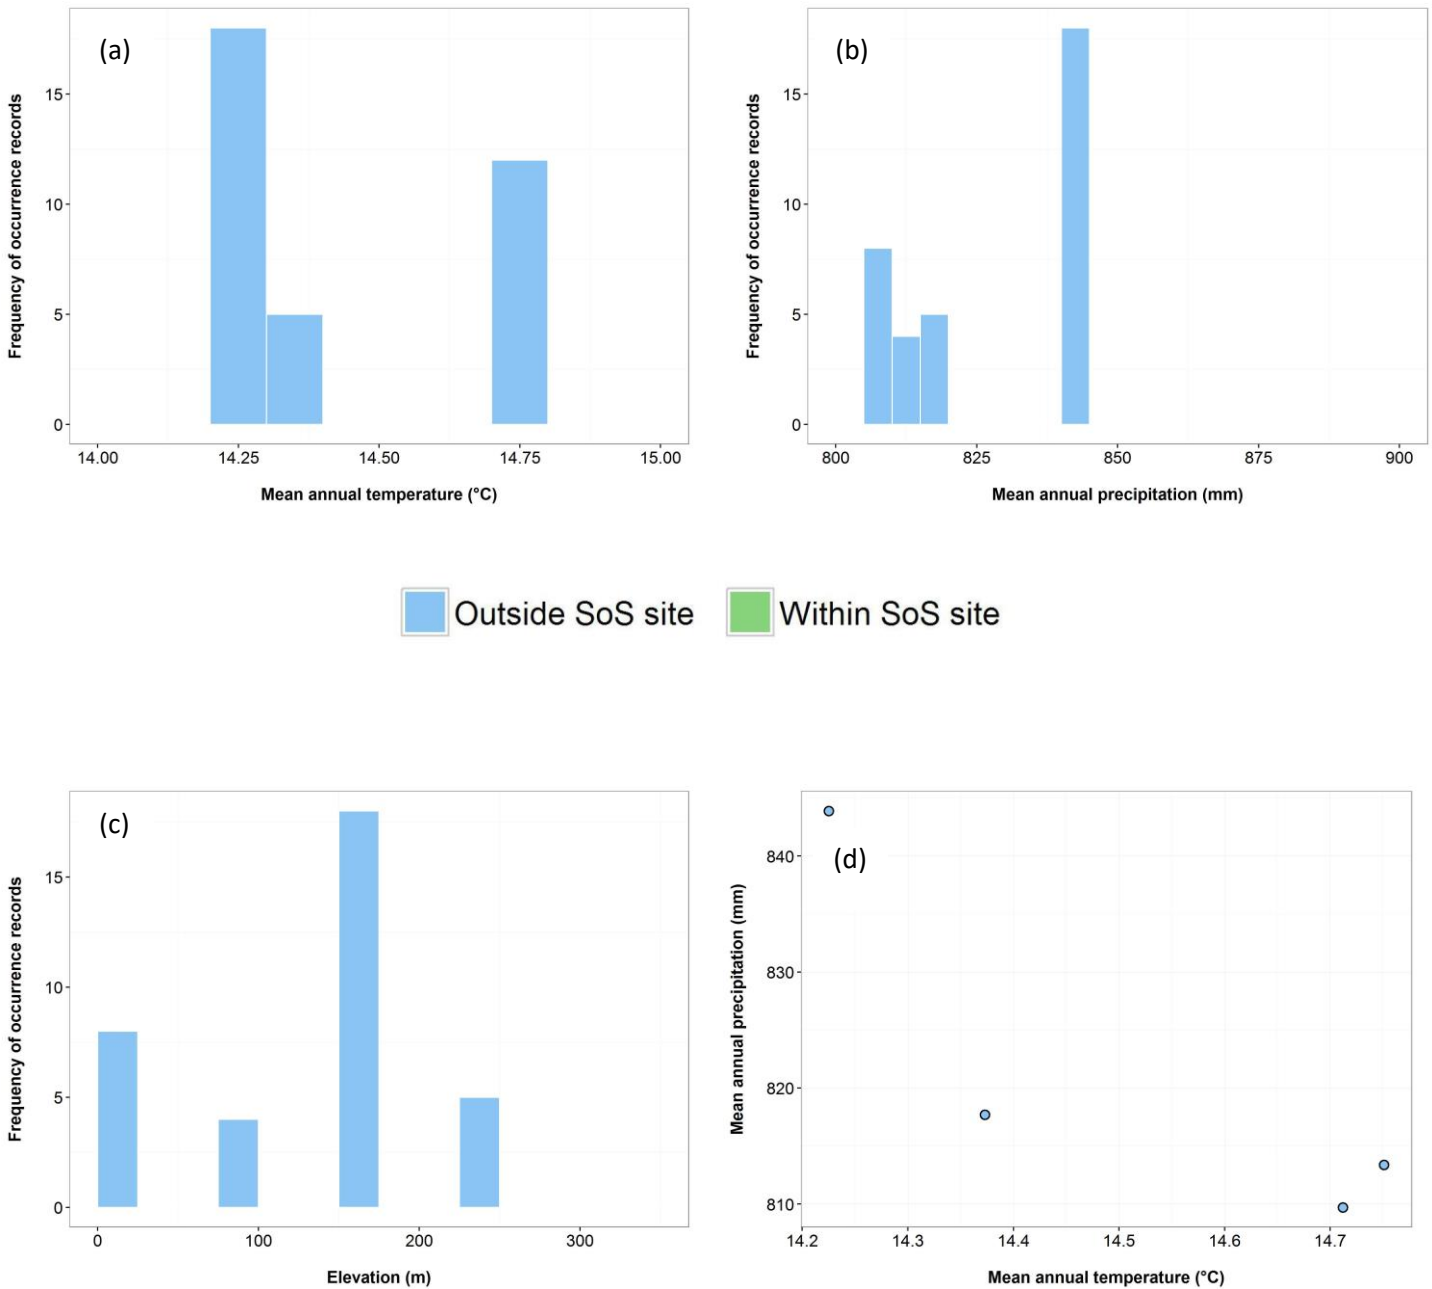 (a)
Frequency of occurrence records
15
10
5
0
14.00 14.25 14.50 14.75 15.00
Mean annual temperature (°C)
(b)
Frequency of occurrence records
15
10
5
0
800 825 850 875 900
Mean annual precipitation (mm)
Outside SoS site Within SoS site
(c)
Frequency of occurrence records
15
10
5
0
0 100 200 300
Elevation (m)
(d)
Mean annual precipitation (mm)
840
830
820
810
14.2 14.3 14.4 14.5 14.6 14.7
Mean annual temperature (°C)